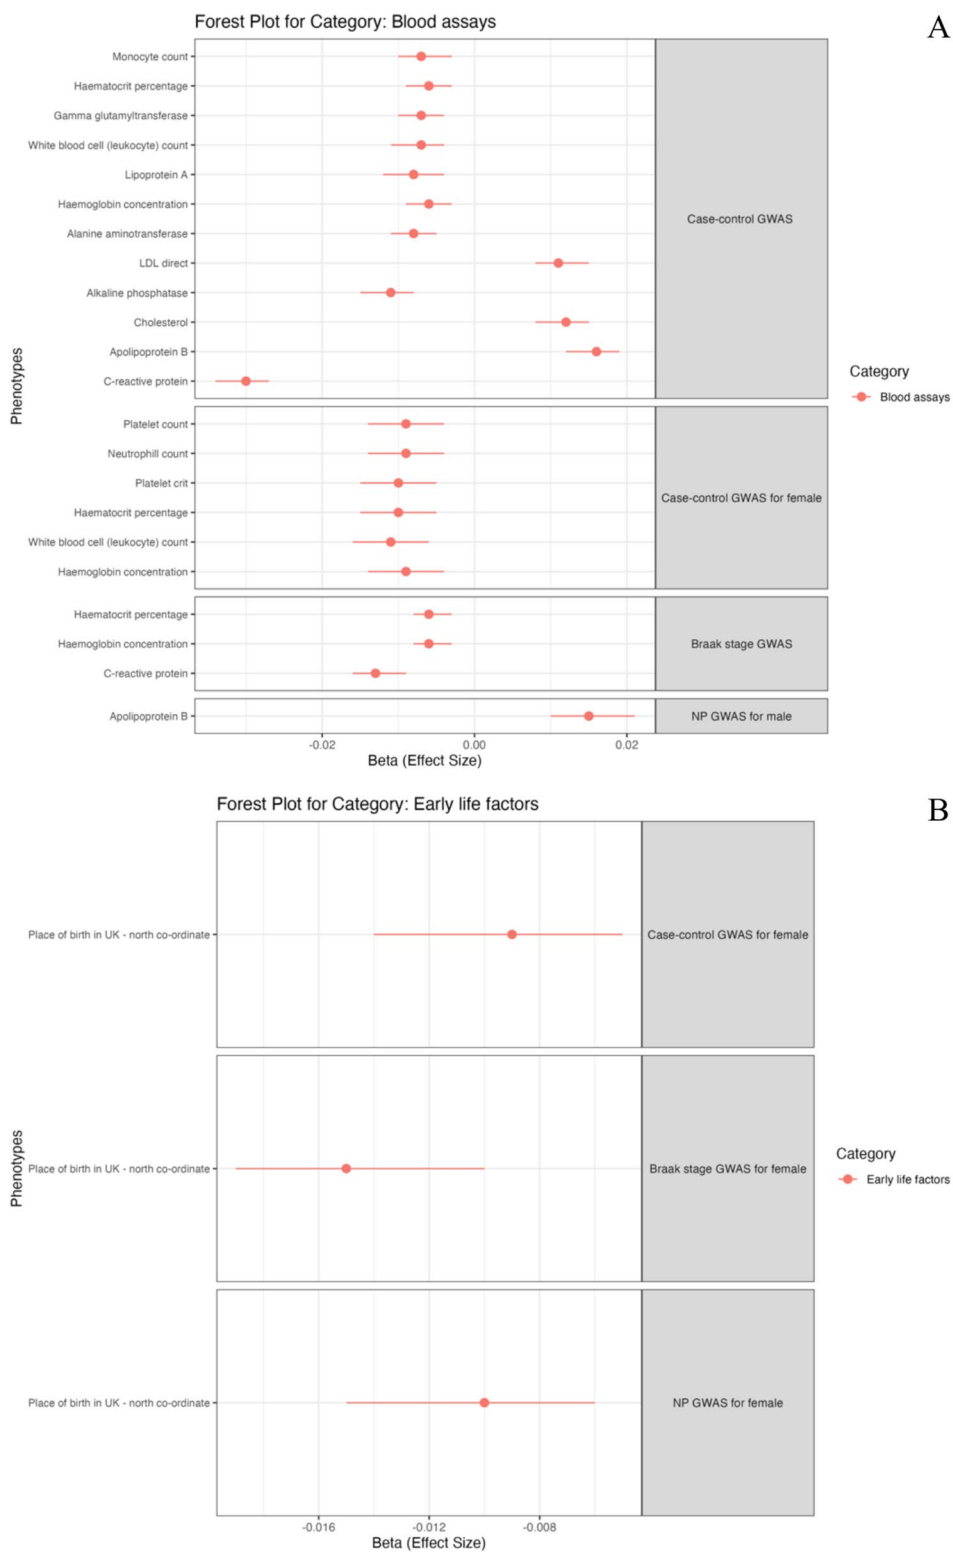 Forest Plot for Category: Blood assays
A
Monocyte count
Haematocrit percentage
Gamma glutamyltransferase
White blood cell (leukocyte) count
Lipoprotein A
Haemoglobin concentration
Alanine aminotransferase
LDL direct
Alkaline phosphatase
Cholesterol
Apolipoprotein B
C-reactive protein
Case-control GWAS
Platelet count
Neutrophill count
Platelet crit
Haematocrit percentage
White blood cell (leukocyte) count
Haemoglobin concentration
Case-control GWAS for female
Haematocrit percentage
Haemoglobin concentration
C-reactive protein
Braak stage GWAS
Apolipoprotein B
NP GWAS for male
-0.02 0.00 0.02
Beta (Effect Size)
Phenotypes
Category
Blood assays
Forest Plot for Category: Early life factors
B
Place of birth in UK - north co-ordinate
Case-control GWAS for female
Place of birth in UK - north co-ordinate
Braak stage GWAS for female
Place of birth in UK - north co-ordinate
NP GWAS for female
-0.016 -0.012 -0.008
Beta (Effect Size)
Phenotypes
Category
Early life factors